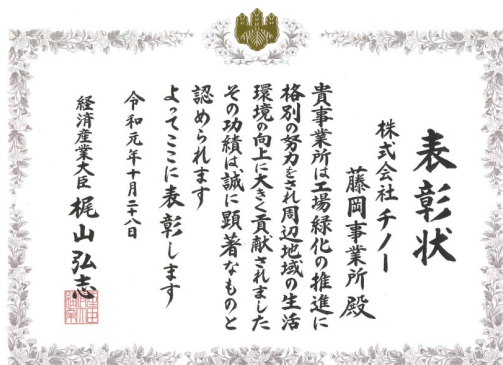 表彰状
株式会社チノー
藤岡事業所殿
貴事業所は工場緑化の推進に
格別の努力をされ周辺地域の生活
環境の向上に大きく貢献されました
その功績は誠に顕著なものと
認められます
よってここに表彰します
令和元年十月二十八日
経済産業大臣 梶山弘志